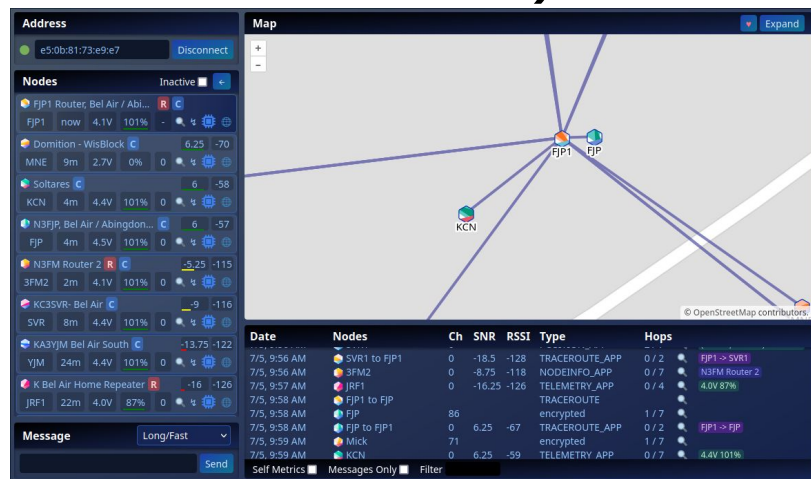 Address
e5:0b:81:73:e9:e7 Disconnect
Nodes Inactive
FJP1 Router, Bel Air / Abi... R C
FJP1 now 4.1V 101% -
Domition - WisBlock C 6.25 -70
MNE 9m 2.7V 0% 0
Soltares C 6 -58
KCN 4m 4.4V 101% 0
N3FJP, Bel Air / Abingdon... C 6 -57
FJP 4m 4.5V 101% 0
N3FM Router 2 R C -5.25 -115
3FM2 2m 4.1V 101% 0
KC3SVR- Bel Air C -9 -116
SVR 8m 4.4V 101% 0
KA3YJM Bel Air South C -13.75 -122
YJM 24m 4.4V 101% 0
K Bel Air Home Repeater R -16 -126
JRF1 22m 4.0V 87% 0
Message Long/Fast
Send
Map Expand
+
−
FJP1 FJP
KCN
© OpenStreetMap contributors.
Date Nodes Ch SNR RSSI Type Hops
7/5, 9:56 AM SVR1 to FJP1 0 -18.5 -128 TRACEROUTE_APP 0 / 2 FJP1 -> SVR1
7/5, 9:56 AM 3FM2 0 -8.75 -118 NODEINFO_APP 0 / 7 N3FM Router 2
7/5, 9:57 AM JRF1 0 -16.25 -126 TELEMETRY_APP 0 / 4 4.0V 87%
7/5, 9:58 AM FJP1 to FJP TRACEROUTE
7/5, 9:58 AM FJP 86 encrypted 1 / 7
7/5, 9:58 AM FJP to FJP1 0 6.25 -67 TRACEROUTE_APP 0 / 2 FJP1 -> FJP
7/5, 9:59 AM Mick 71 encrypted 1 / 7
7/5, 9:59 AM KCN 0 6.25 -59 TELEMETRY_APP 0 / 7 4.4V 101%
Self Metrics Messages Only Filter